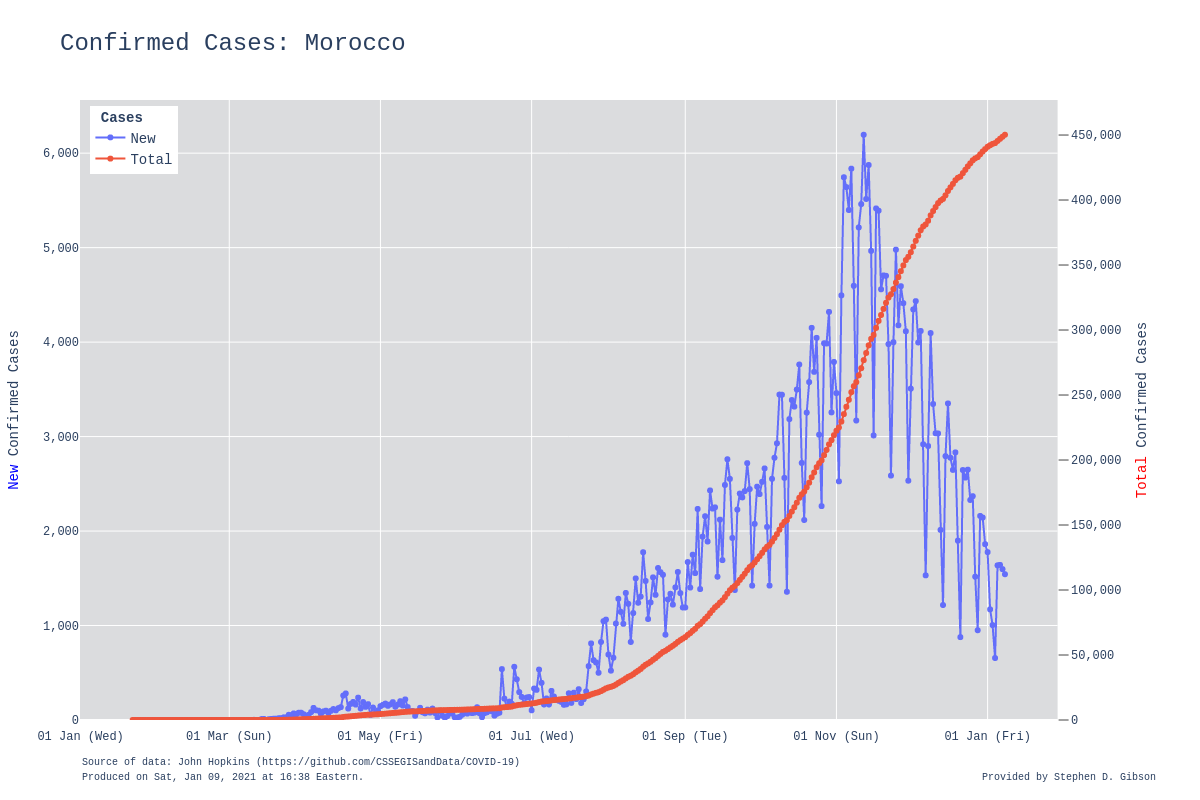 Confirmed Cases: Morocco
Cases
New
Total
6,000
5,000
4,000
3,000
2,000
1,000
0
New Confirmed Cases
450,000
400,000
350,000
300,000
250,000
200,000
150,000
100,000
50,000
0
Total Confirmed Cases
01 Jan (Wed) 01 Mar (Sun) 01 May (Fri) 01 Jul (Wed) 01 Sep (Tue) 01 Nov (Sun) 01 Jan (Fri)
Source of data: John Hopkins (https://github.com/CSSEGISandData/COVID-19)
Produced on Sat, Jan 09, 2021 at 16:38 Eastern.
Provided by Stephen D. Gibson